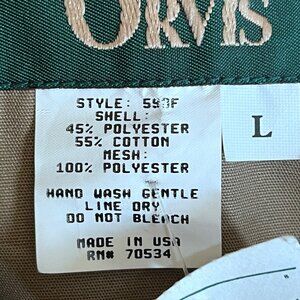 ORVIS
STYLE: 593F
SHELL:
45% POLYESTER
55% COTTON
MESH:
100% POLYESTER
HAND WASH GENTLE
LINE DRY
DO NOT BLEACH
MADE IN USA
RN# 70534
L